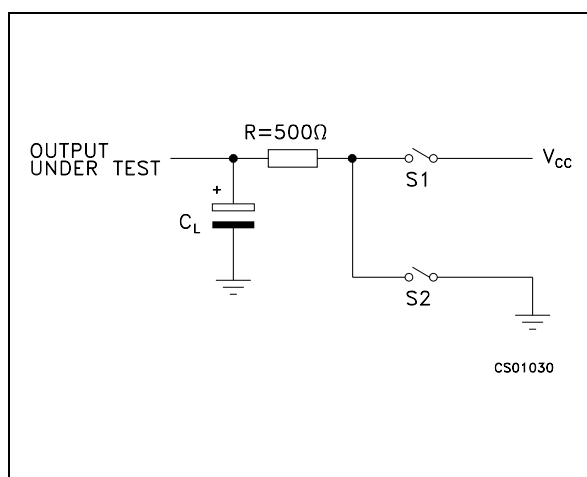 R=500Ω
OUTPUT
UNDER TEST
S1
VCC
+
CL
S2
CS01030